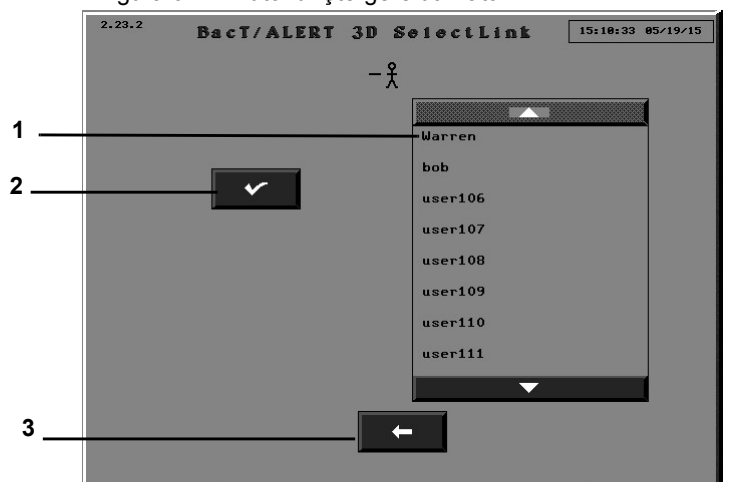 2.23.2
BacT/ALERT 3D SelectLink
15:10:33 05/19/15
1
Warren
bob
2
user106
user107
user108
user109
user110
user111
3